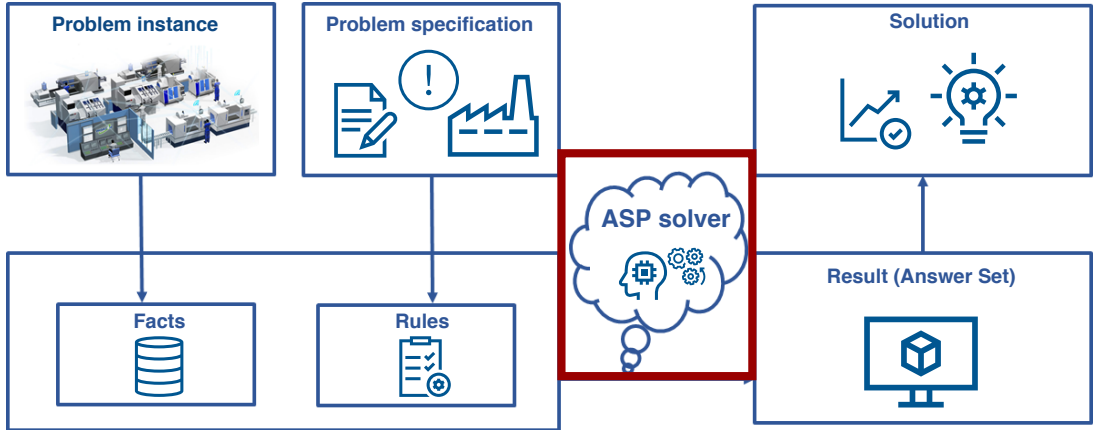 Problem instance
Problem specification
Solution
ASP solver
Result (Answer Set)
Facts
Rules